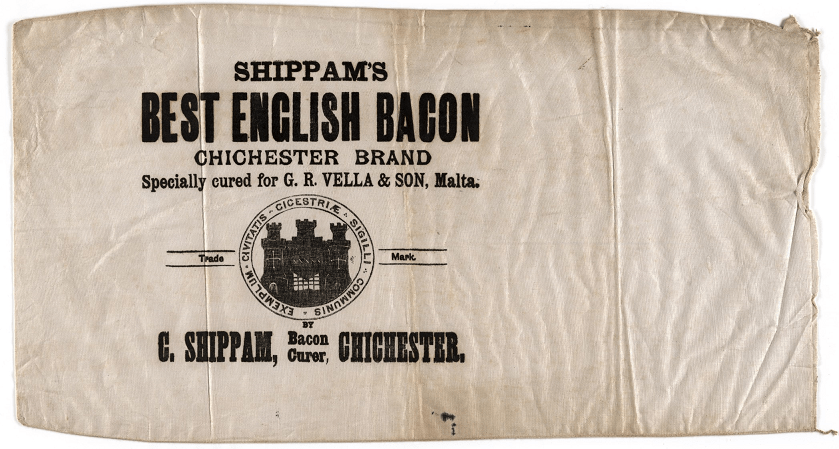 SHIPPAM'S
BEST ENGLISH BACON
CHICHESTER BRAND
Specially cured for G. R. VELLA & SON, Malta.
EXEMPLUM · CIVITATIS · CICESTRIÆ · SIGILLI · COMMUNIS
Trade Mark.
BY
C. SHIPPAM, Bacon Curer, CHICHESTER.